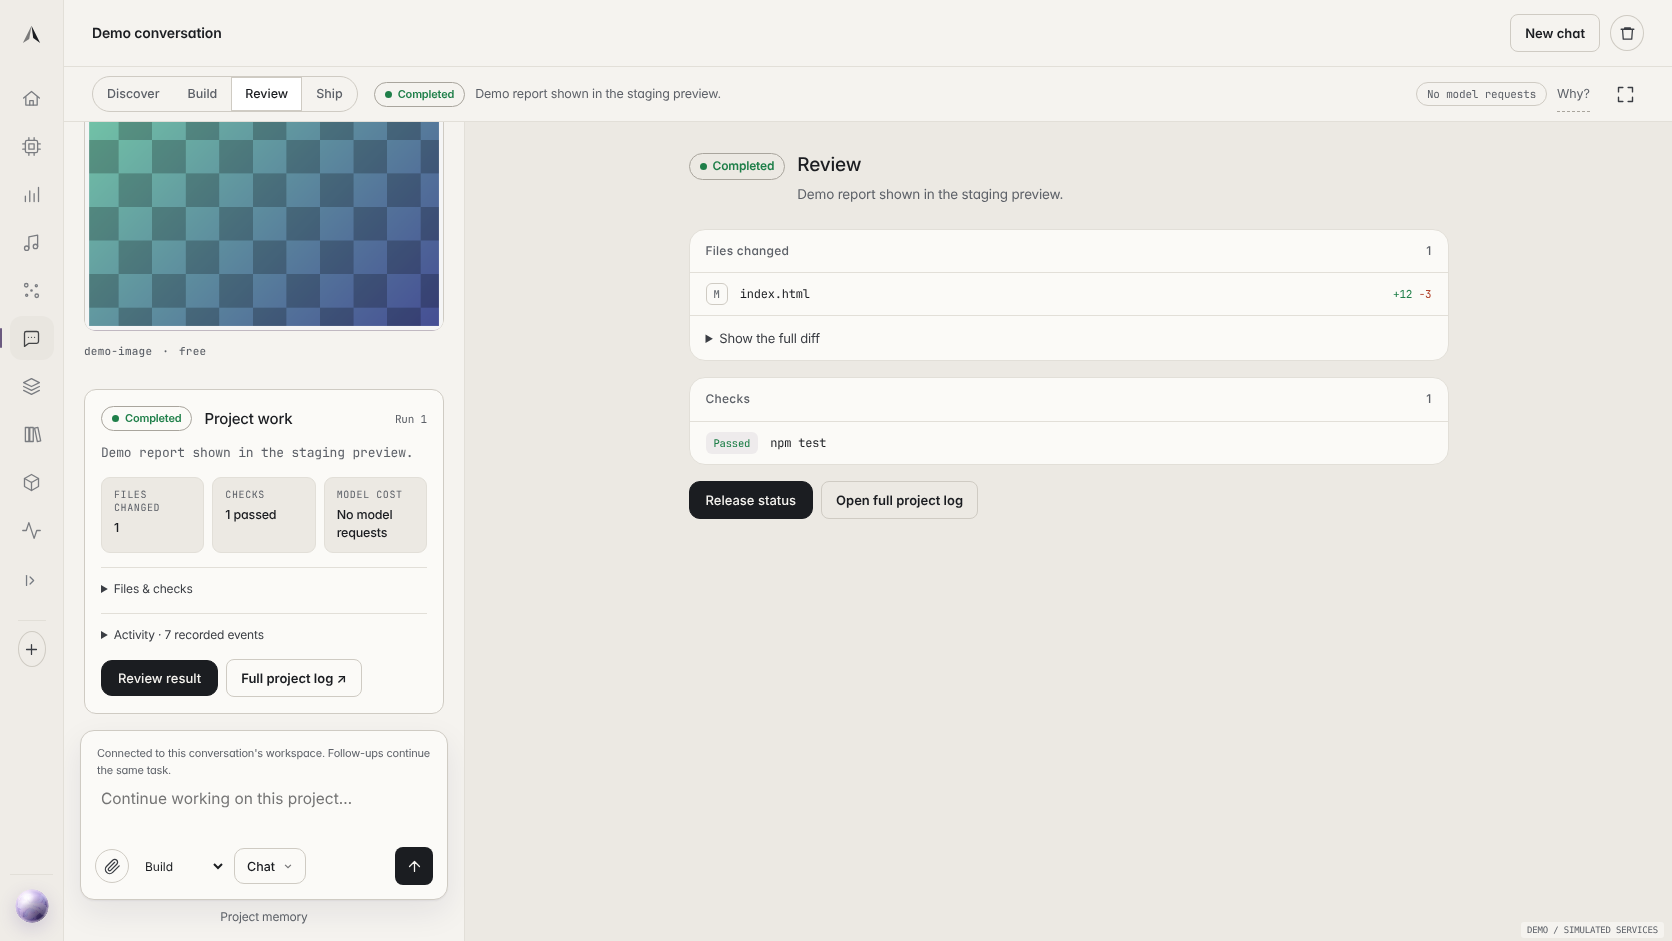 Demo conversation
New chat
Discover
Build
Review
Ship
Completed
Demo report shown in the staging preview.
No model requests
Why?
demo-image · free
Completed
Project work
Run 1
Demo report shown in the staging preview.
FILES
CHANGED
1
CHECKS
1 passed
MODEL COST
No model
requests
Files & checks
Activity · 7 recorded events
Review result
Full project log ↗
Connected to this conversation's workspace. Follow-ups continue
the same task.
Continue working on this project...
Build
Chat
Project memory
Completed
Review
Demo report shown in the staging preview.
Files changed
1
M
index.html
+12 -3
Show the full diff
Checks
1
Passed
npm test
Release status
Open full project log
DEMO / SIMULATED SERVICES